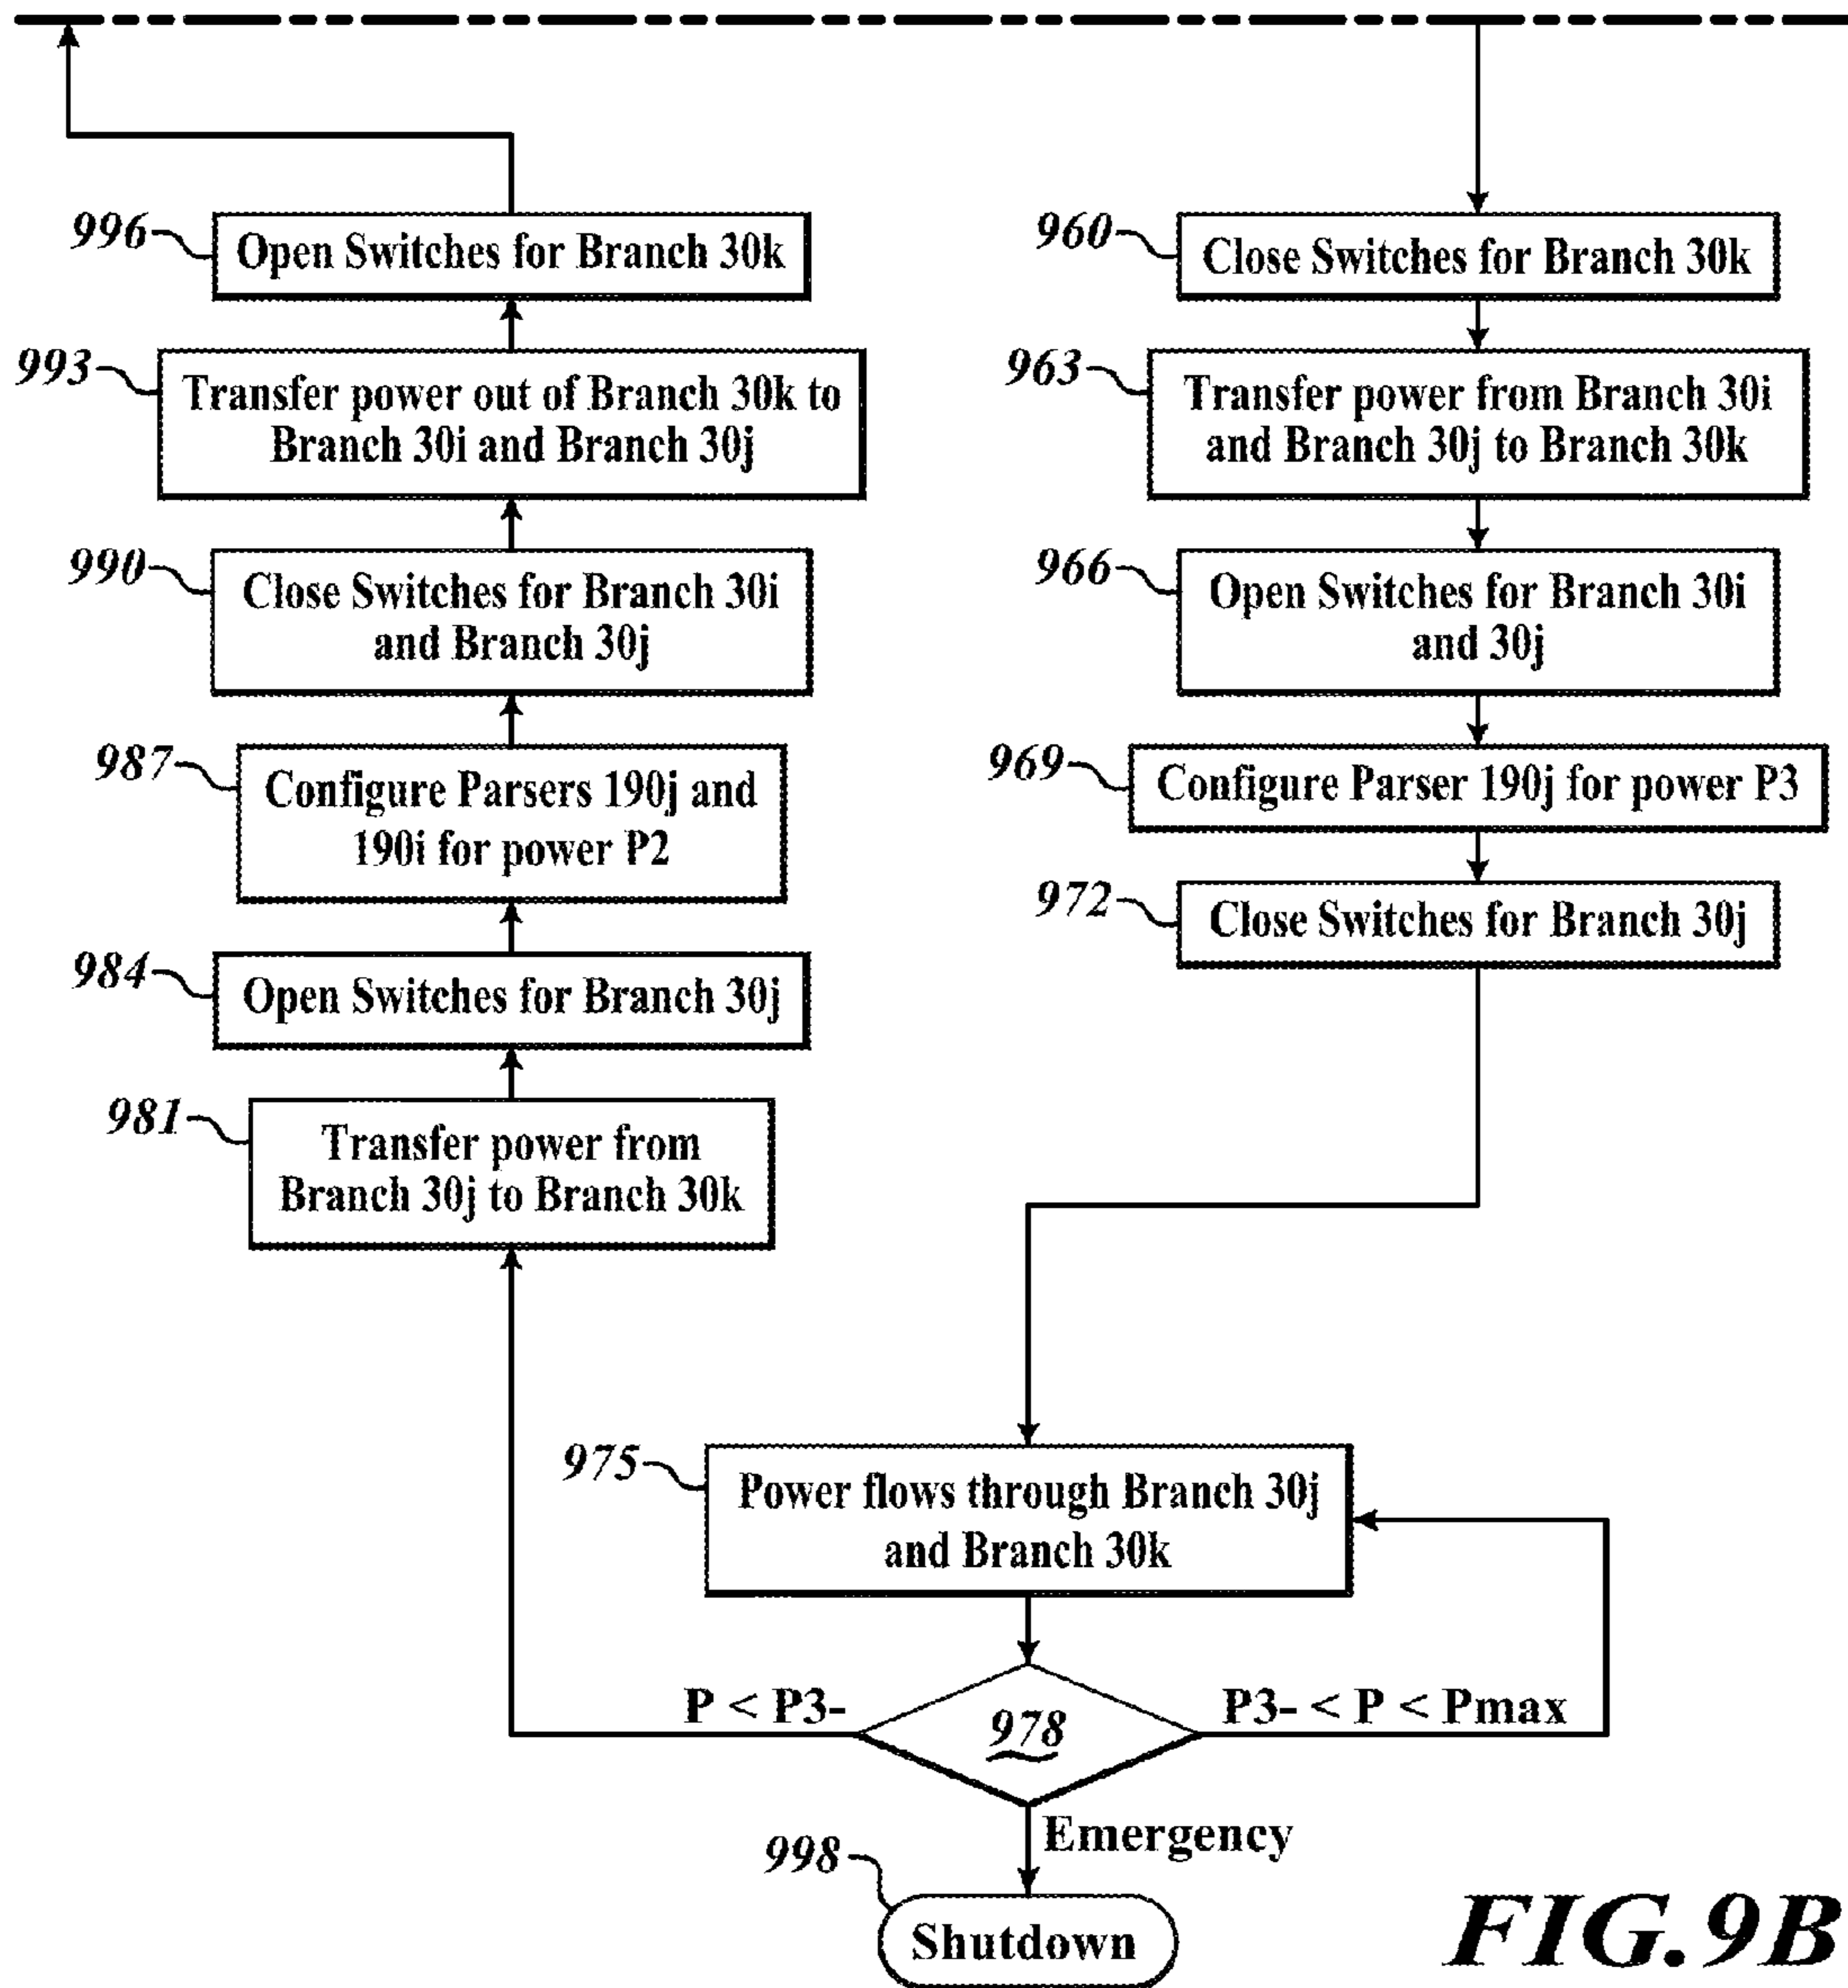 996
Open Switches for Branch 30k
993
Transfer power out of Branch 30k to
Branch 30i and Branch 30j
990
Close Switches for Branch 30i
and Branch 30j
987
Configure Parsers 190j and
190i for power P2
984
Open Switches for Branch 30j
981
Transfer power from
Branch 30j to Branch 30k
960
Close Switches for Branch 30k
963
Transfer power from Branch 30i
and Branch 30j to Branch 30k
966
Open Switches for Branch 30i
and 30j
969
Configure Parser 190j for power P3
972
Close Switches for Branch 30j
975
Power flows through Branch 30j
and Branch 30k
P < P3-
978
P3- < P < Pmax
Emergency
998
Shutdown
FIG.9B